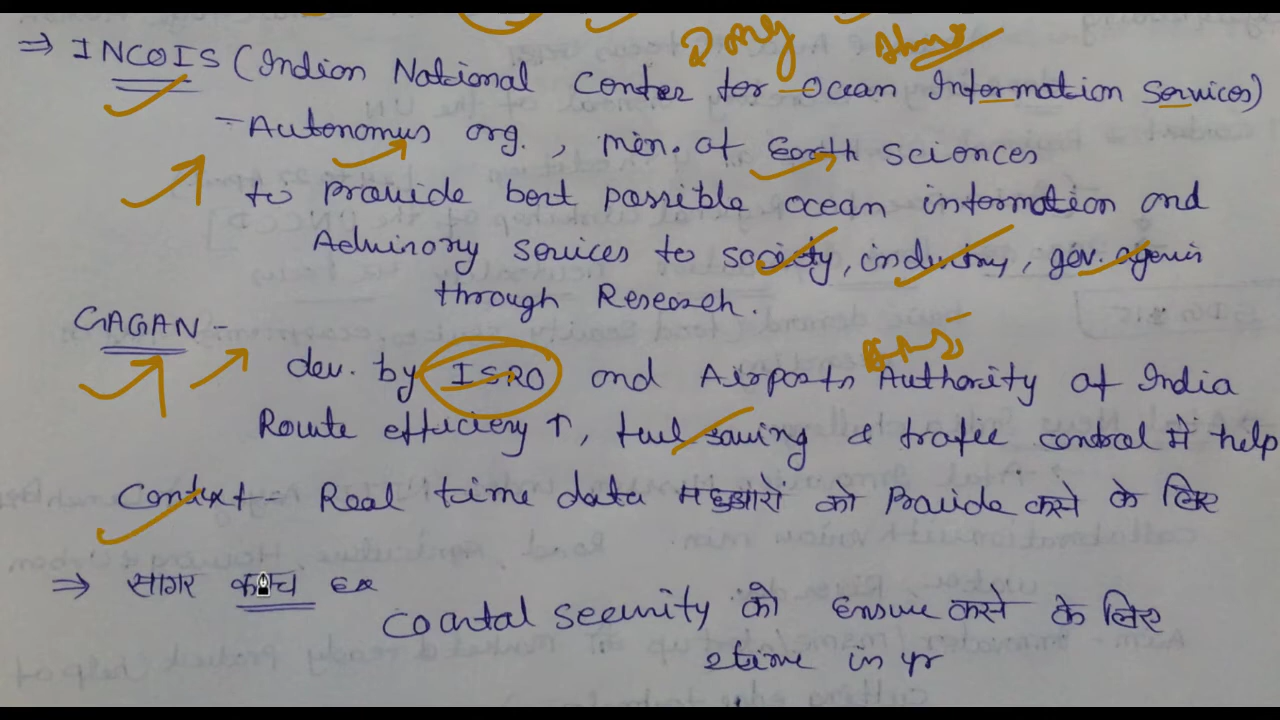 ⇒ INCOIS (Indian National Center for Ocean Information Services)
- Autonomus org., min. of Earth Sciences
to provide best possible ocean information and
Advisory services to society, industry, gov. agencis
through Research.
GAGAN -
dev. by ISRO and Airports Authority of India
Route efficiency ↑, fuel saving & trafec control में help
Context - Real time data मछुआरो को Provide करने के लिए
⇒ सागर कवच ex
Coastal security को Ensure करने के लिए
2 time in yr